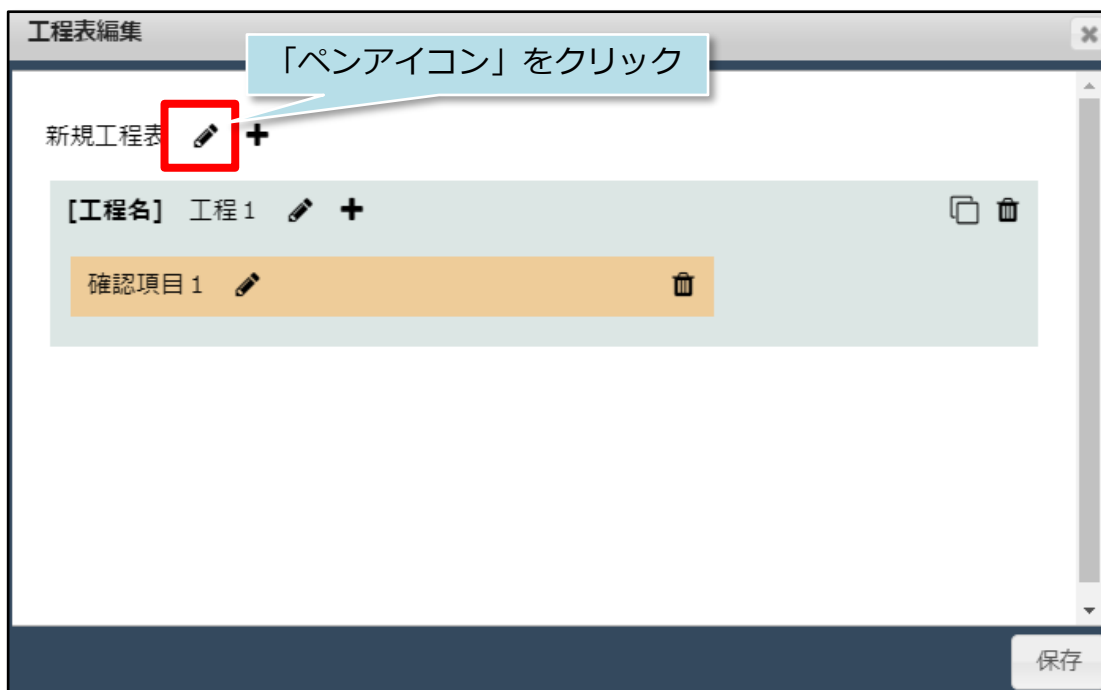 工程表編集
「ペンアイコン」をクリック
新規工程表
[工程名] 工程1
確認項目1
保存